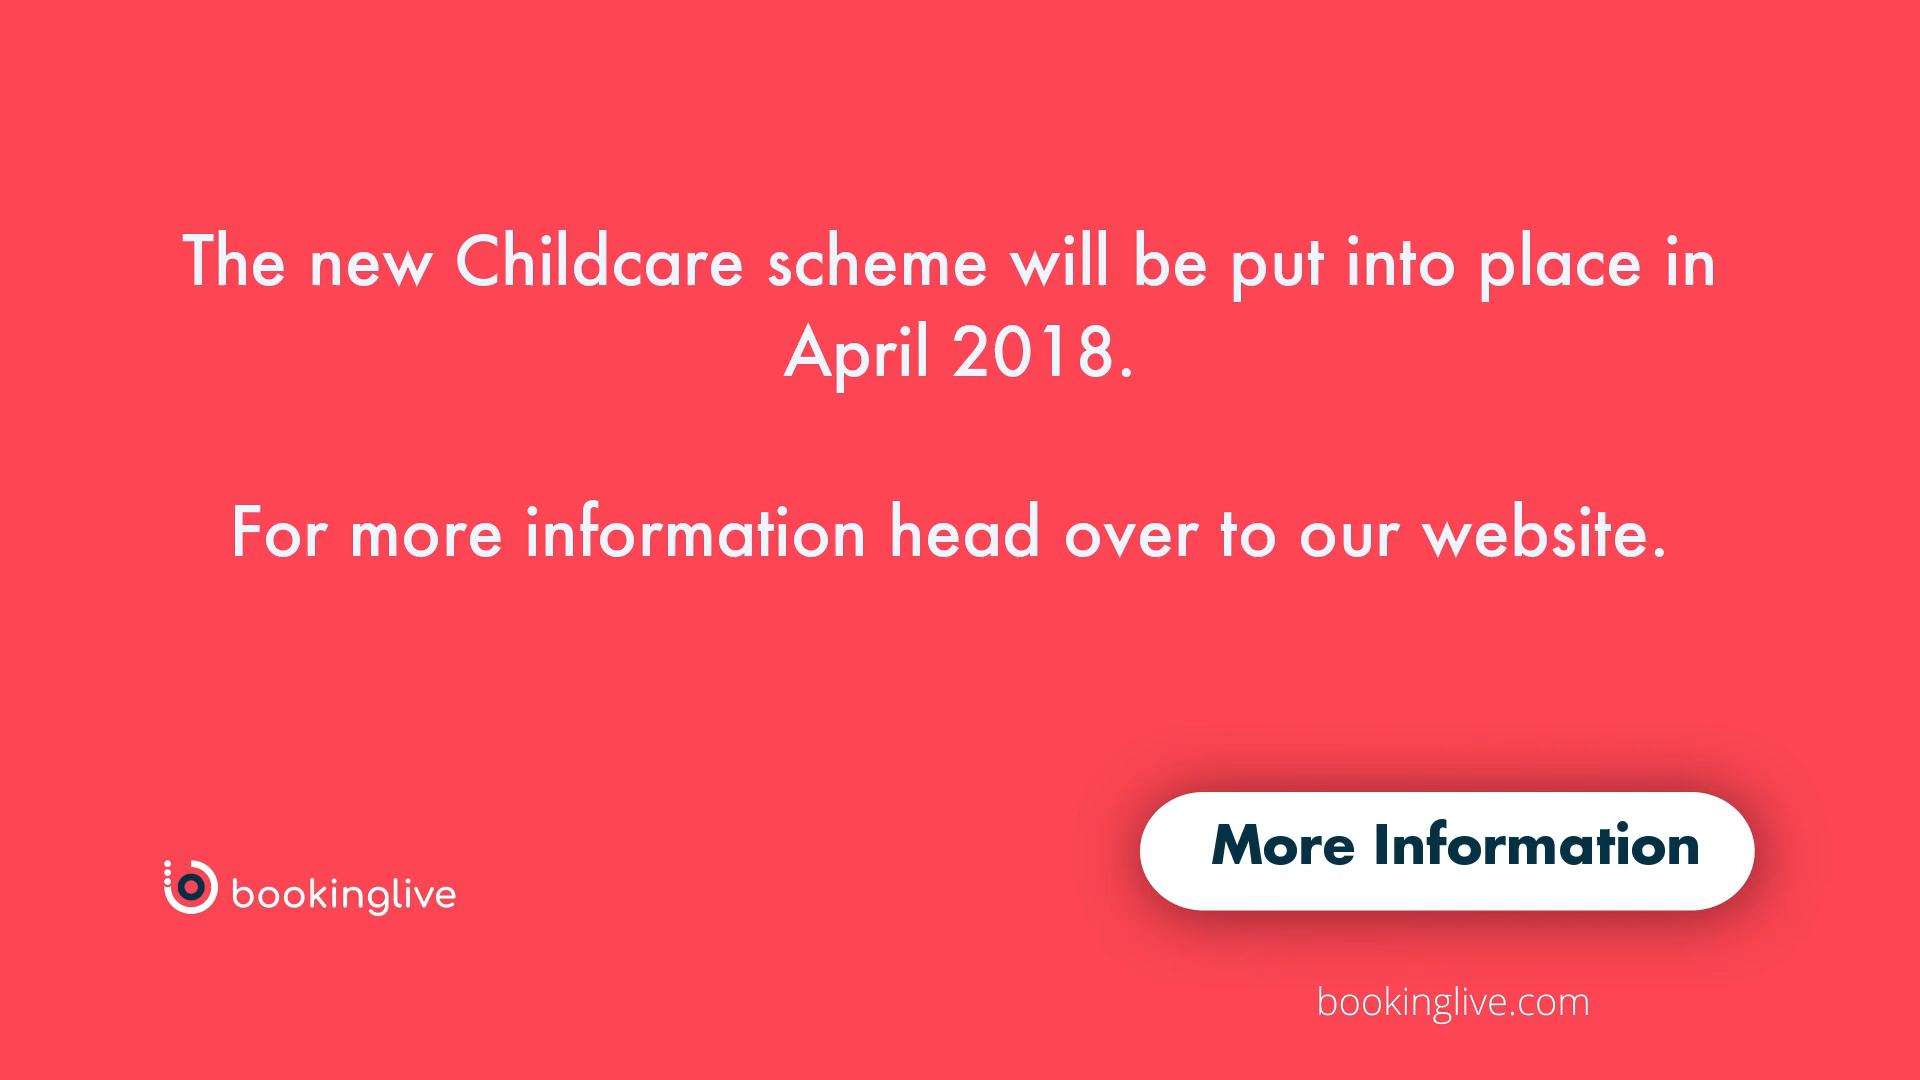 The new Childcare scheme will be put into place in
April 2018.
For more information head over to our website.
More Information
bookinglive
bookinglive.com